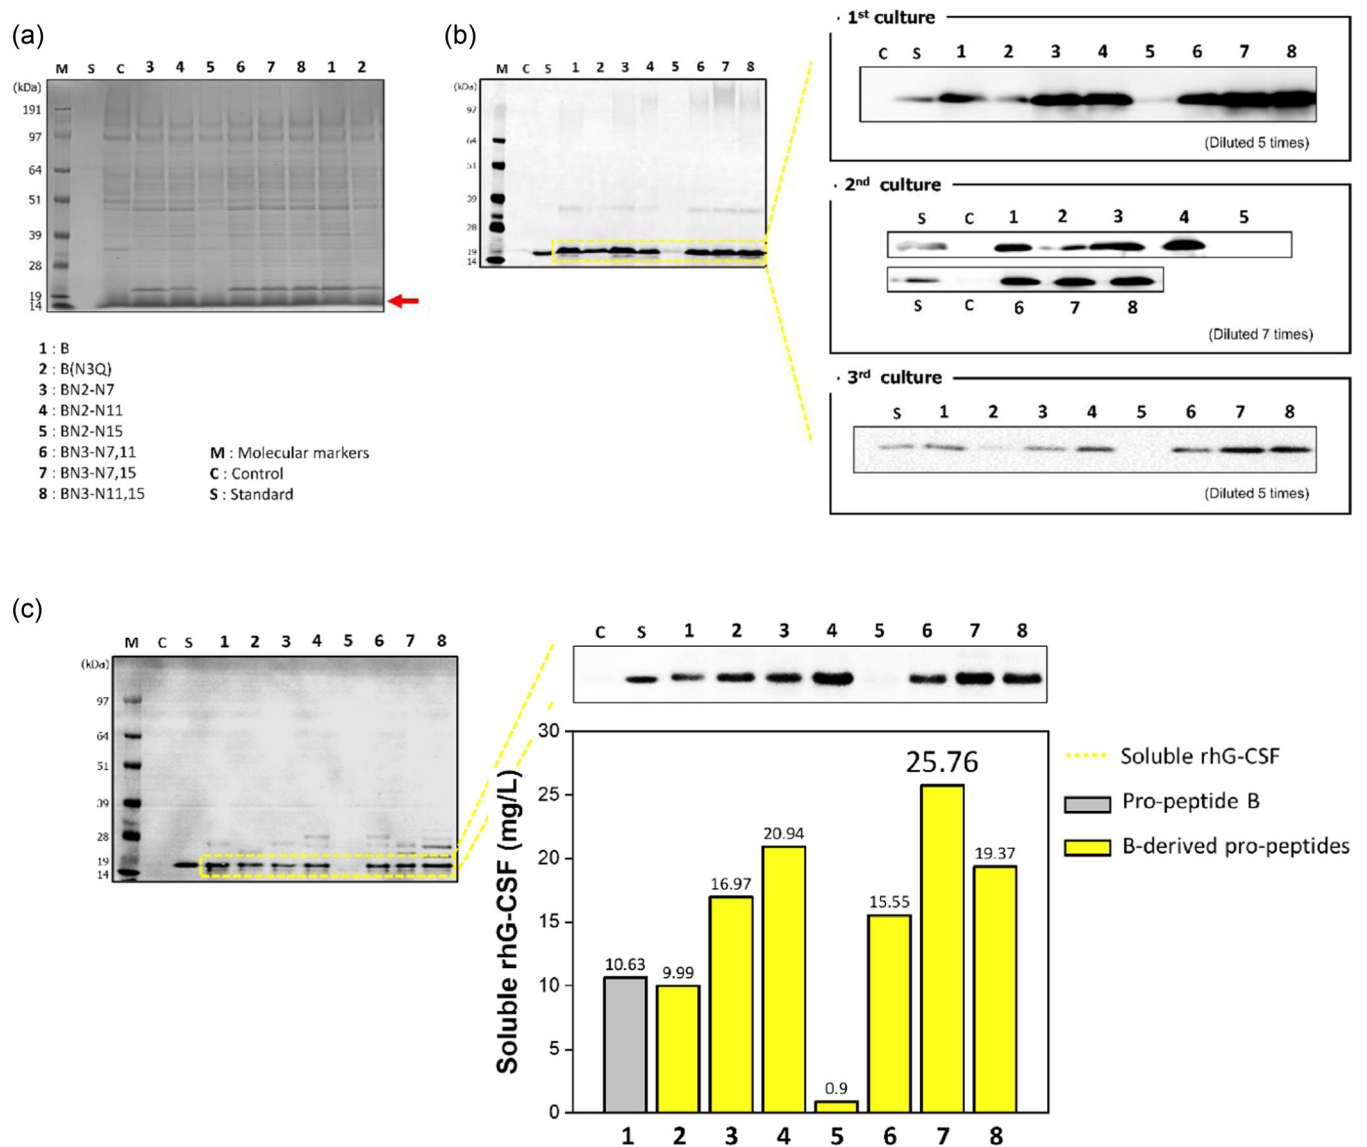 (a)
M S C 3 4 5 6 7 8 1 2
(kDa)
191
97
64
51
39
28
19
14
1 : B
2 : B(N3Q)
3 : BN2-N7
4 : BN2-N11
5 : BN2-N15
6 : BN3-N7,11
7 : BN3-N7,15
8 : BN3-N11,15
M : Molecular markers
C : Control
S : Standard
(b)
M C S 1 2 3 4 5 6 7 8
(kDa)
97
64
51
39
28
19
14
· 1st culture
C S 1 2 3 4 5 6 7 8
(Diluted 5 times)
· 2nd culture
S C 1 2 3 4 5
S C 6 7 8
(Diluted 7 times)
· 3rd culture
S 1 2 3 4 5 6 7 8
(Diluted 5 times)
(c)
M C S 1 2 3 4 5 6 7 8
(kDa)
97
64
51
39
28
19
14
C S 1 2 3 4 5 6 7 8
Soluble rhG-CSF (mg/L)
30
25
20
15
10
5
0
10.63
9.99
16.97
20.94
0.9
15.55
25.76
19.37
1 2 3 4 5 6 7 8
Soluble rhG-CSF
Pro-peptide B
B-derived pro-peptides